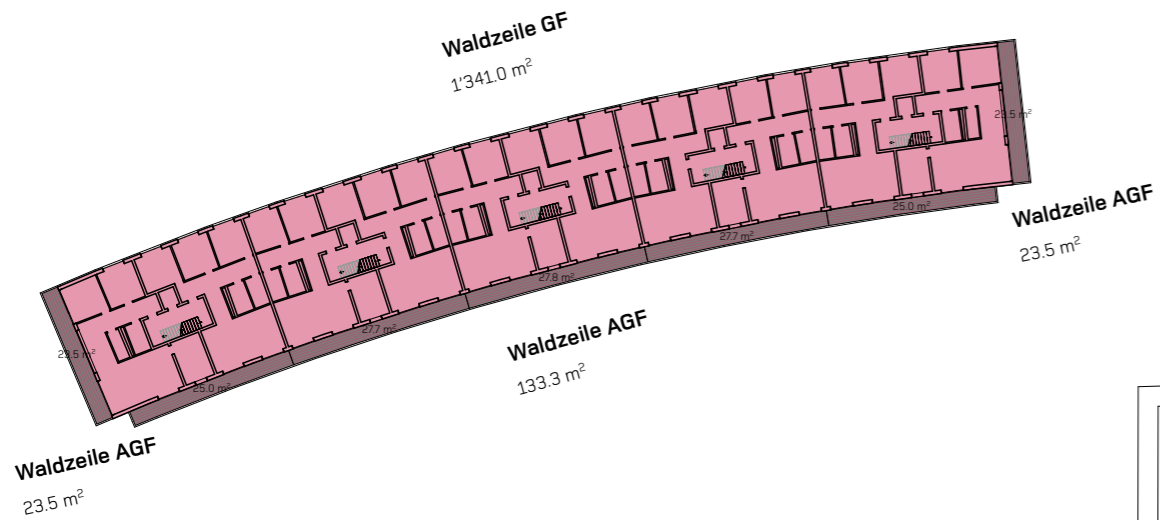 Waldzeile GF
1'341.0 m²
23.5 m²
25.0 m²
27.7 m²
27.8 m²
27.7 m²
25.0 m²
23.5 m²
Waldzeile AGF
23.5 m²
Waldzeile AGF
133.3 m²
Waldzeile AGF
23.5 m²